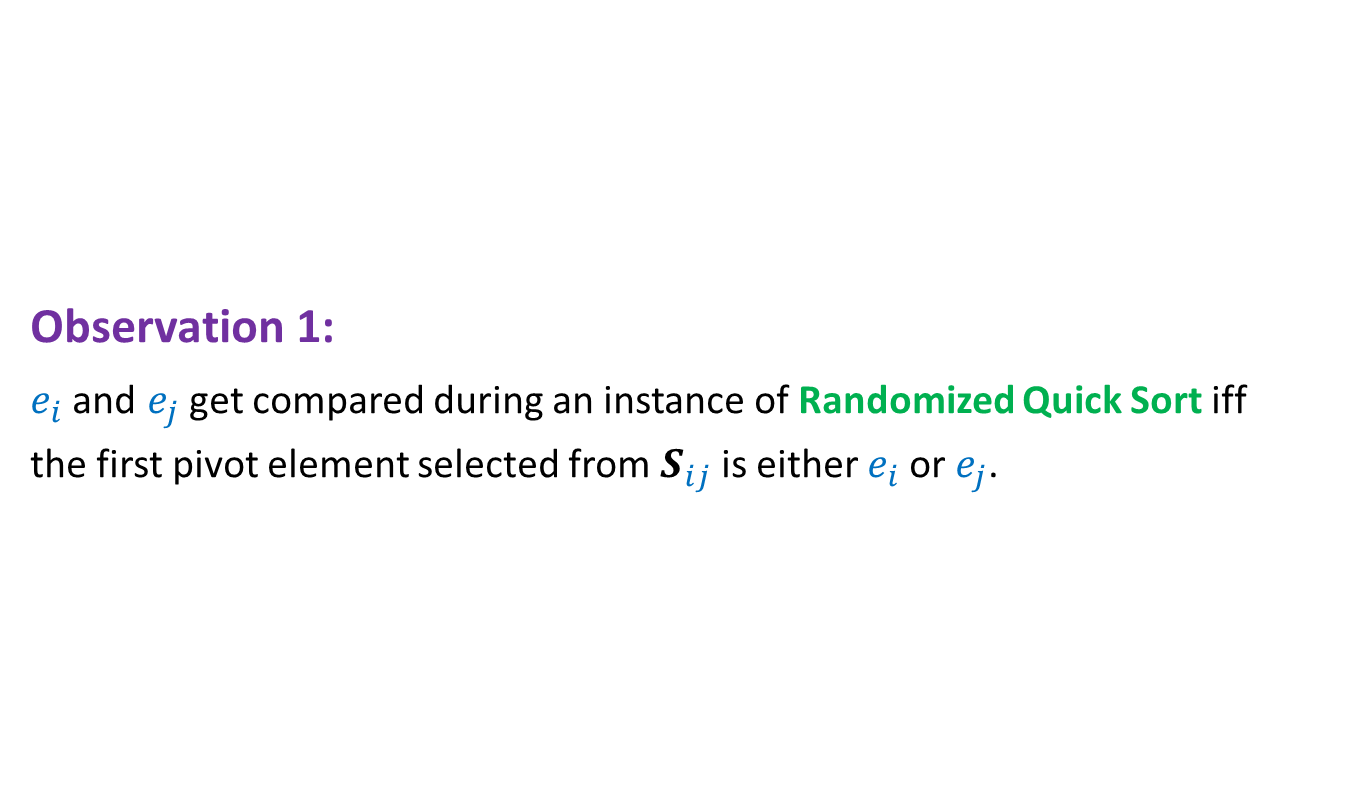 Observation 1:
𝑒𝑖 and 𝑒𝑗 get compared during an instance of Randomized Quick Sort iff
the first pivot element selected from 𝑺𝑖𝑗 is either 𝑒𝑖 or 𝑒𝑗.